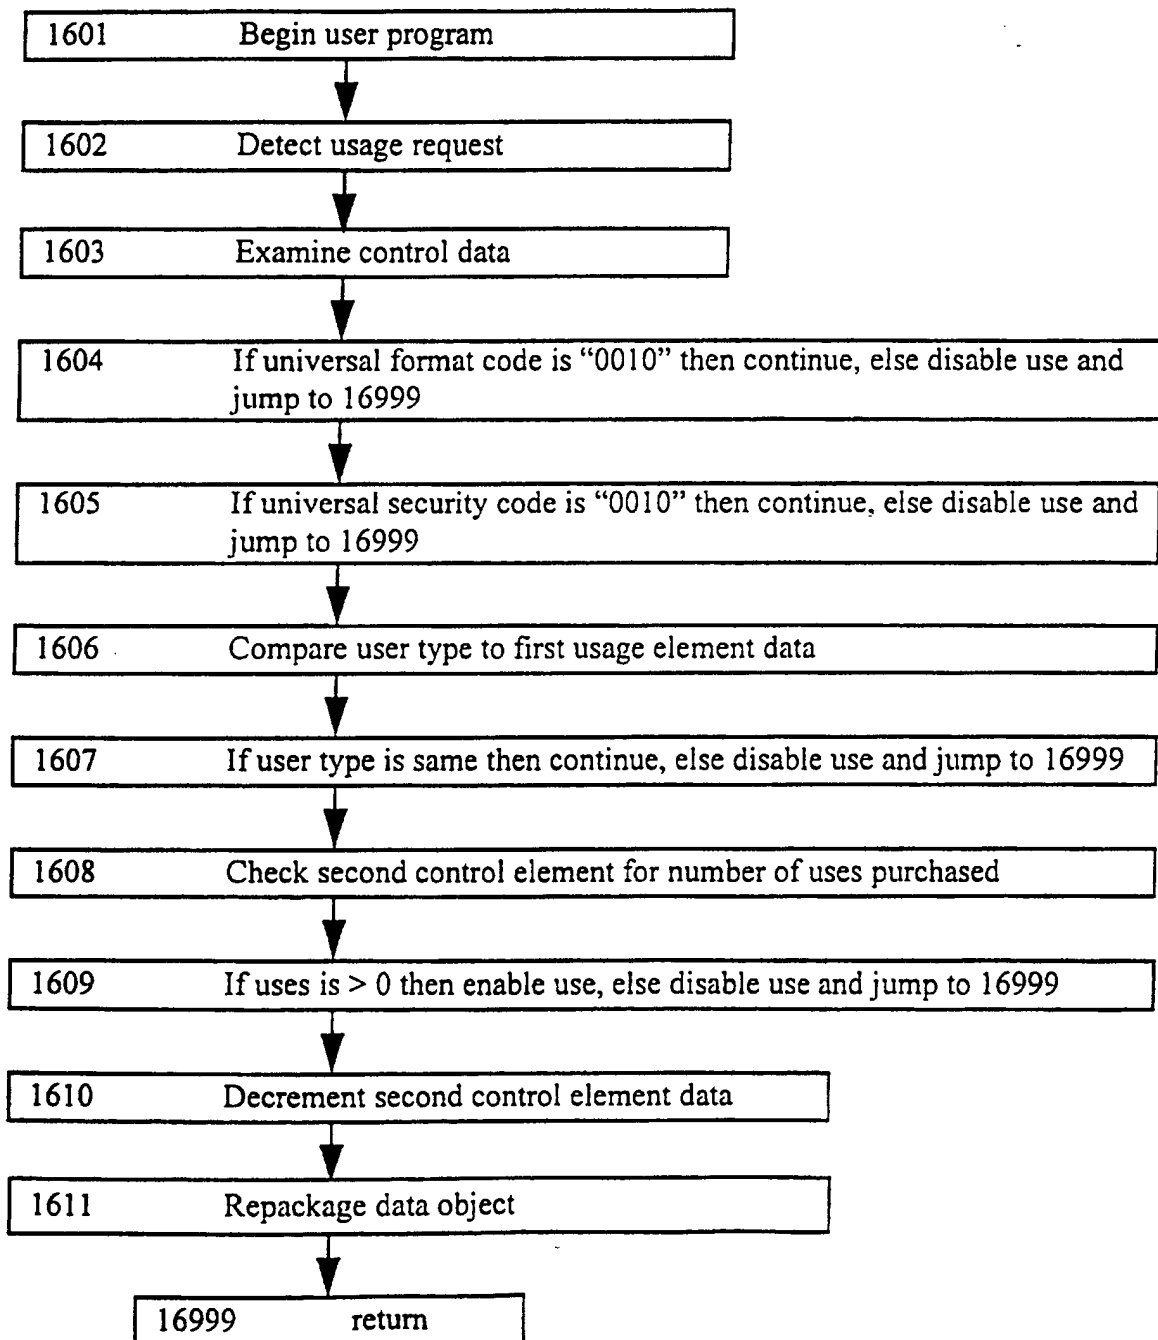 1601 Begin user program
1602 Detect usage request
1603 Examine control data
1604 If universal format code is “0010” then continue, else disable use and
jump to 16999
1605 If universal security code is “0010” then continue, else disable use and
jump to 16999
1606 Compare user type to first usage element data
1607 If user type is same then continue, else disable use and jump to 16999
1608 Check second control element for number of uses purchased
1609 If uses is > 0 then enable use, else disable use and jump to 16999
1610 Decrement second control element data
1611 Repackage data object
16999 return